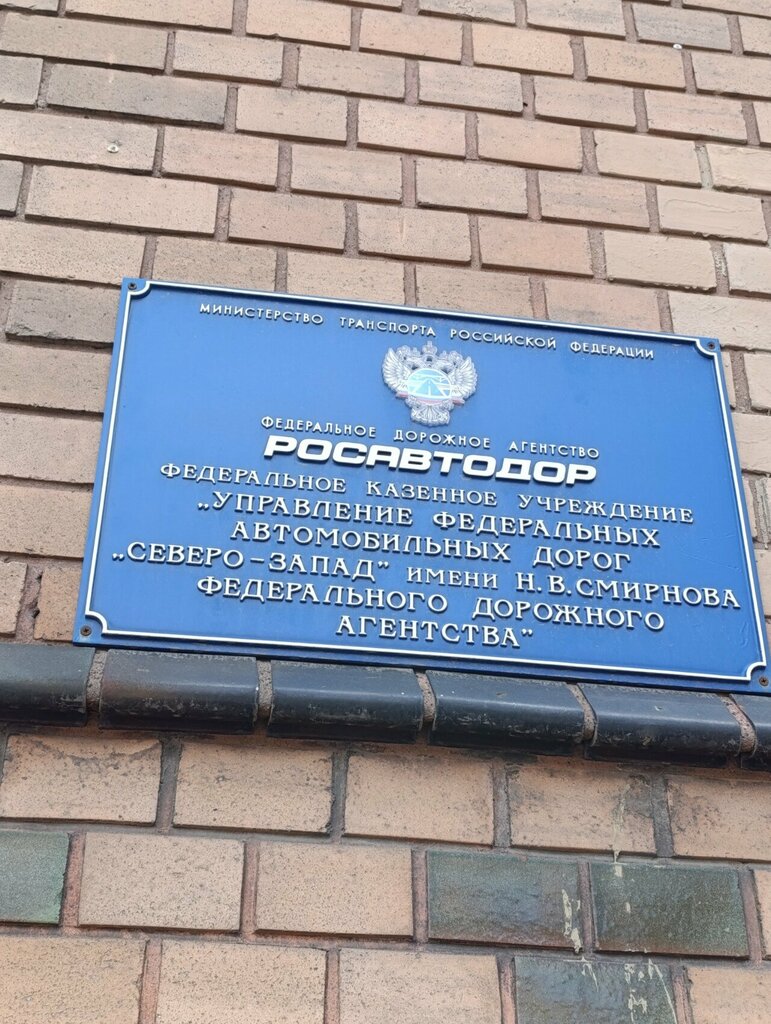 МИНИСТЕРСТВО ТРАНСПОРТА РОССИЙСКОЙ ФЕДЕРАЦИИ
ФЕДЕРАЛЬНОЕ ДОРОЖНОЕ АГЕНТСТВО
РОСАВТОДОР
ФЕДЕРАЛЬНОЕ КАЗЕННОЕ УЧРЕЖДЕНИЕ
„УПРАВЛЕНИЕ ФЕДЕРАЛЬНЫХ
АВТОМОБИЛЬНЫХ ДОРОГ
„СЕВЕРО-ЗАПАД” ИМЕНИ Н.В.СМИРНОВА
ФЕДЕРАЛЬНОГО ДОРОЖНОГО
АГЕНТСТВА”